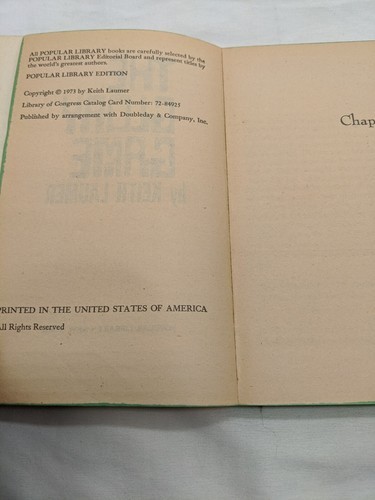 All POPULAR LIBRARY books are carefully selected by the
POPULAR LIBRARY Editorial Board and represent titles by
the world's greatest authors.
POPULAR LIBRARY EDITION
Copyright © 1973 by Keith Laumer
Library of Congress Catalog Card Number: 72-84923
Published by arrangement with Doubleday & Company, Inc.
Chap
PRINTED IN THE UNITED STATES OF AMERICA
All Rights Reserved